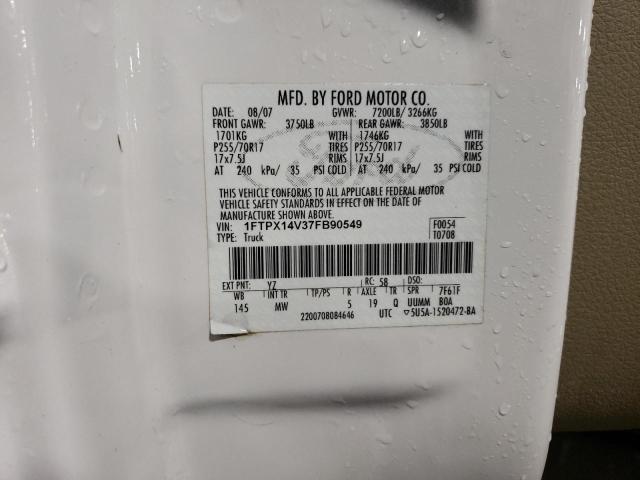 MFD. BY FORD MOTOR CO.
DATE: 08/07 GVWR: 7200LB/ 3266KG
FRONT GAWR: 3750LB REAR GAWR: 3850LB
1701KG WITH 1746KG WITH
P255/70R17 TIRES P255/70R17 TIRES
17x7.5J RIMS 17x7.5J RIMS
AT 240 kPa/ 35 PSI COLD AT 240 kPa/ 35 PSI COLD
THIS VEHICLE CONFORMS TO ALL APPLICABLE FEDERAL MOTOR
VEHICLE SAFETY STANDARDS IN EFFECT ON THE DATE OF
MANUFACTURE SHOWN ABOVE.
VIN: 1FTPX14V37FB90549 F0054
TYPE: Truck T0708
EXT PNT: YZ RC: 58 DSO:
WB INT TR TP/PS R AXLE TR SPR 7F61F
145 MW 5 19 Q UUMM BOA
2200708084646 UTC ▽5U5A-1520472-BA